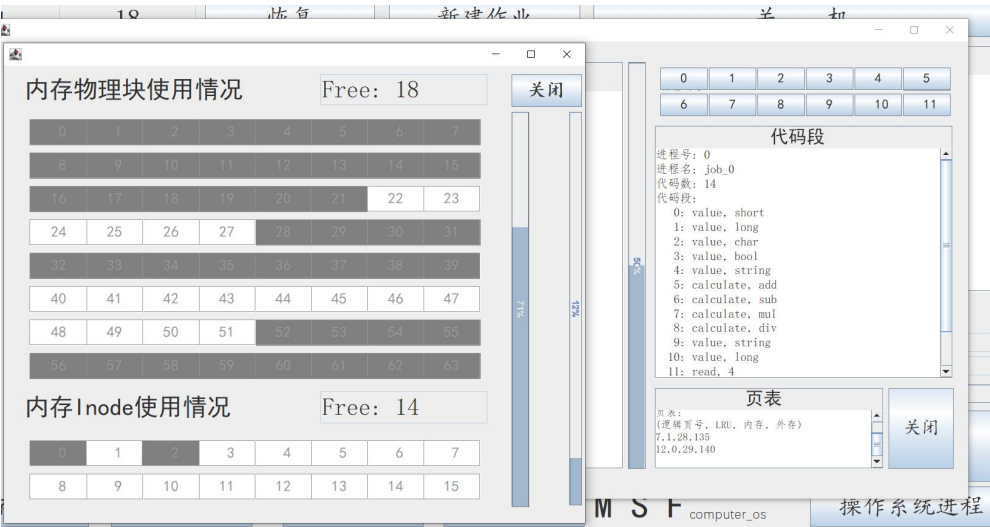 18 恢复 新建作业 关 机
内存物理块使用情况 Free: 18 关闭
0 1 2 3 4 5 6 7
8 9 10 11 12 13 14 15
16 17 18 19 20 21 22 23
24 25 26 27 28 29 30 31
32 33 34 35 36 37 38 39
40 41 42 43 44 45 46 47
48 49 50 51 52 53 54 55
56 57 58 59 60 61 62 63
71%
12%
内存Inode使用情况 Free: 14
0 1 2 3 4 5 6 7
8 9 10 11 12 13 14 15
50%
0 1 2 3 4 5
6 7 8 9 10 11
代码段
进程号: 0
进程名: job_0
代码数: 14
代码段:
0: value, short
1: value, long
2: value, char
3: value, bool
4: value, string
5: calculate, add
6: calculate, sub
7: calculate, mul
8: calculate, div
9: value, string
10: value, long
11: read, 4
页表
页表:
(逻辑页号, LRU, 内存, 外存)
7,1,28,135
12,0,29,140
关闭
M S F computer_os 操作系统进程